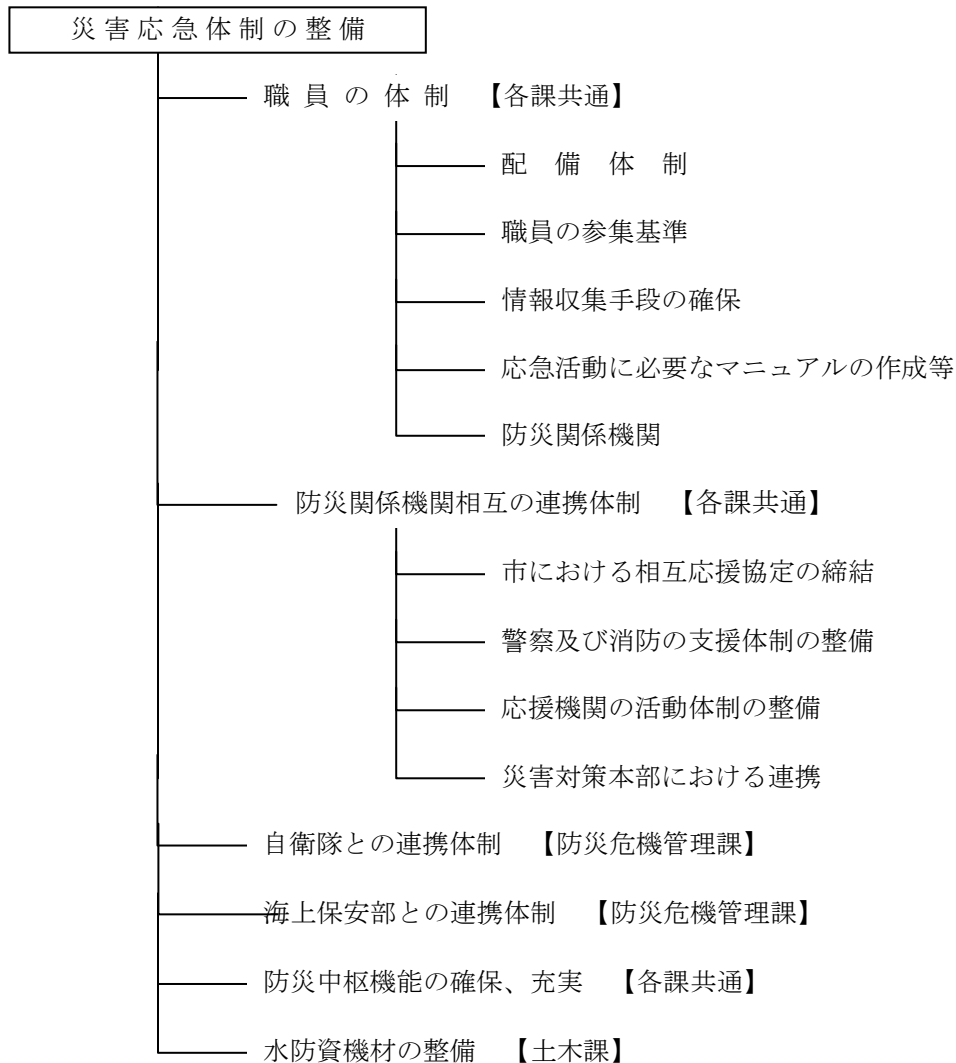 災害応急体制の整備
職員の体制 【各課共通】
配備体制
職員の参集基準
情報収集手段の確保
応急活動に必要なマニュアルの作成等
防災関係機関
防災関係機関相互の連携体制 【各課共通】
市における相互応援協定の締結
警察及び消防の支援体制の整備
応援機関の活動体制の整備
災害対策本部における連携
自衛隊との連携体制 【防災危機管理課】
海上保安部との連携体制 【防災危機管理課】
防災中枢機能の確保、充実 【各課共通】
水防資機材の整備 【土木課】